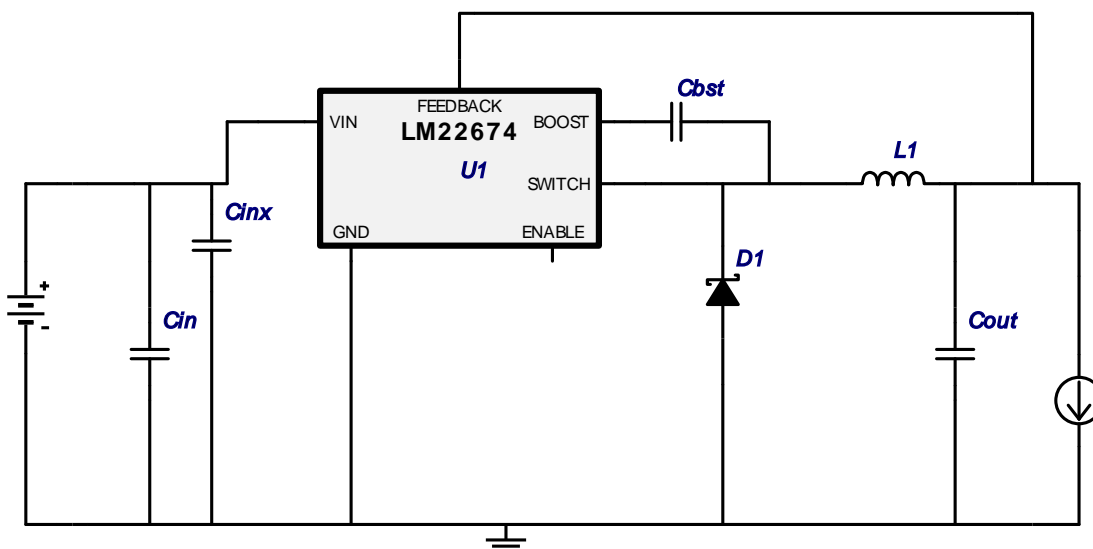 Cbst
FEEDBACK
VIN
LM22674
BOOST
L1
U1
SWITCH
Cinx
GND
ENABLE
D1
+
-
Cin
Cout